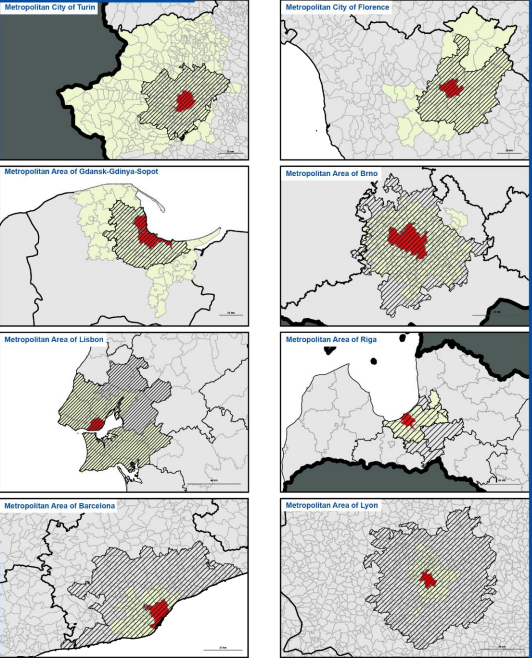 Metropolitan City of Turin
Metropolitan City of Florence
Metropolitan Area of Gdansk-Gdinya-Sopot
Metropolitan Area of Brno
Metropolitan Area of Lisbon
Metropolitan Area of Riga
Metropolitan Area of Barcelona
Metropolitan Area of Lyon